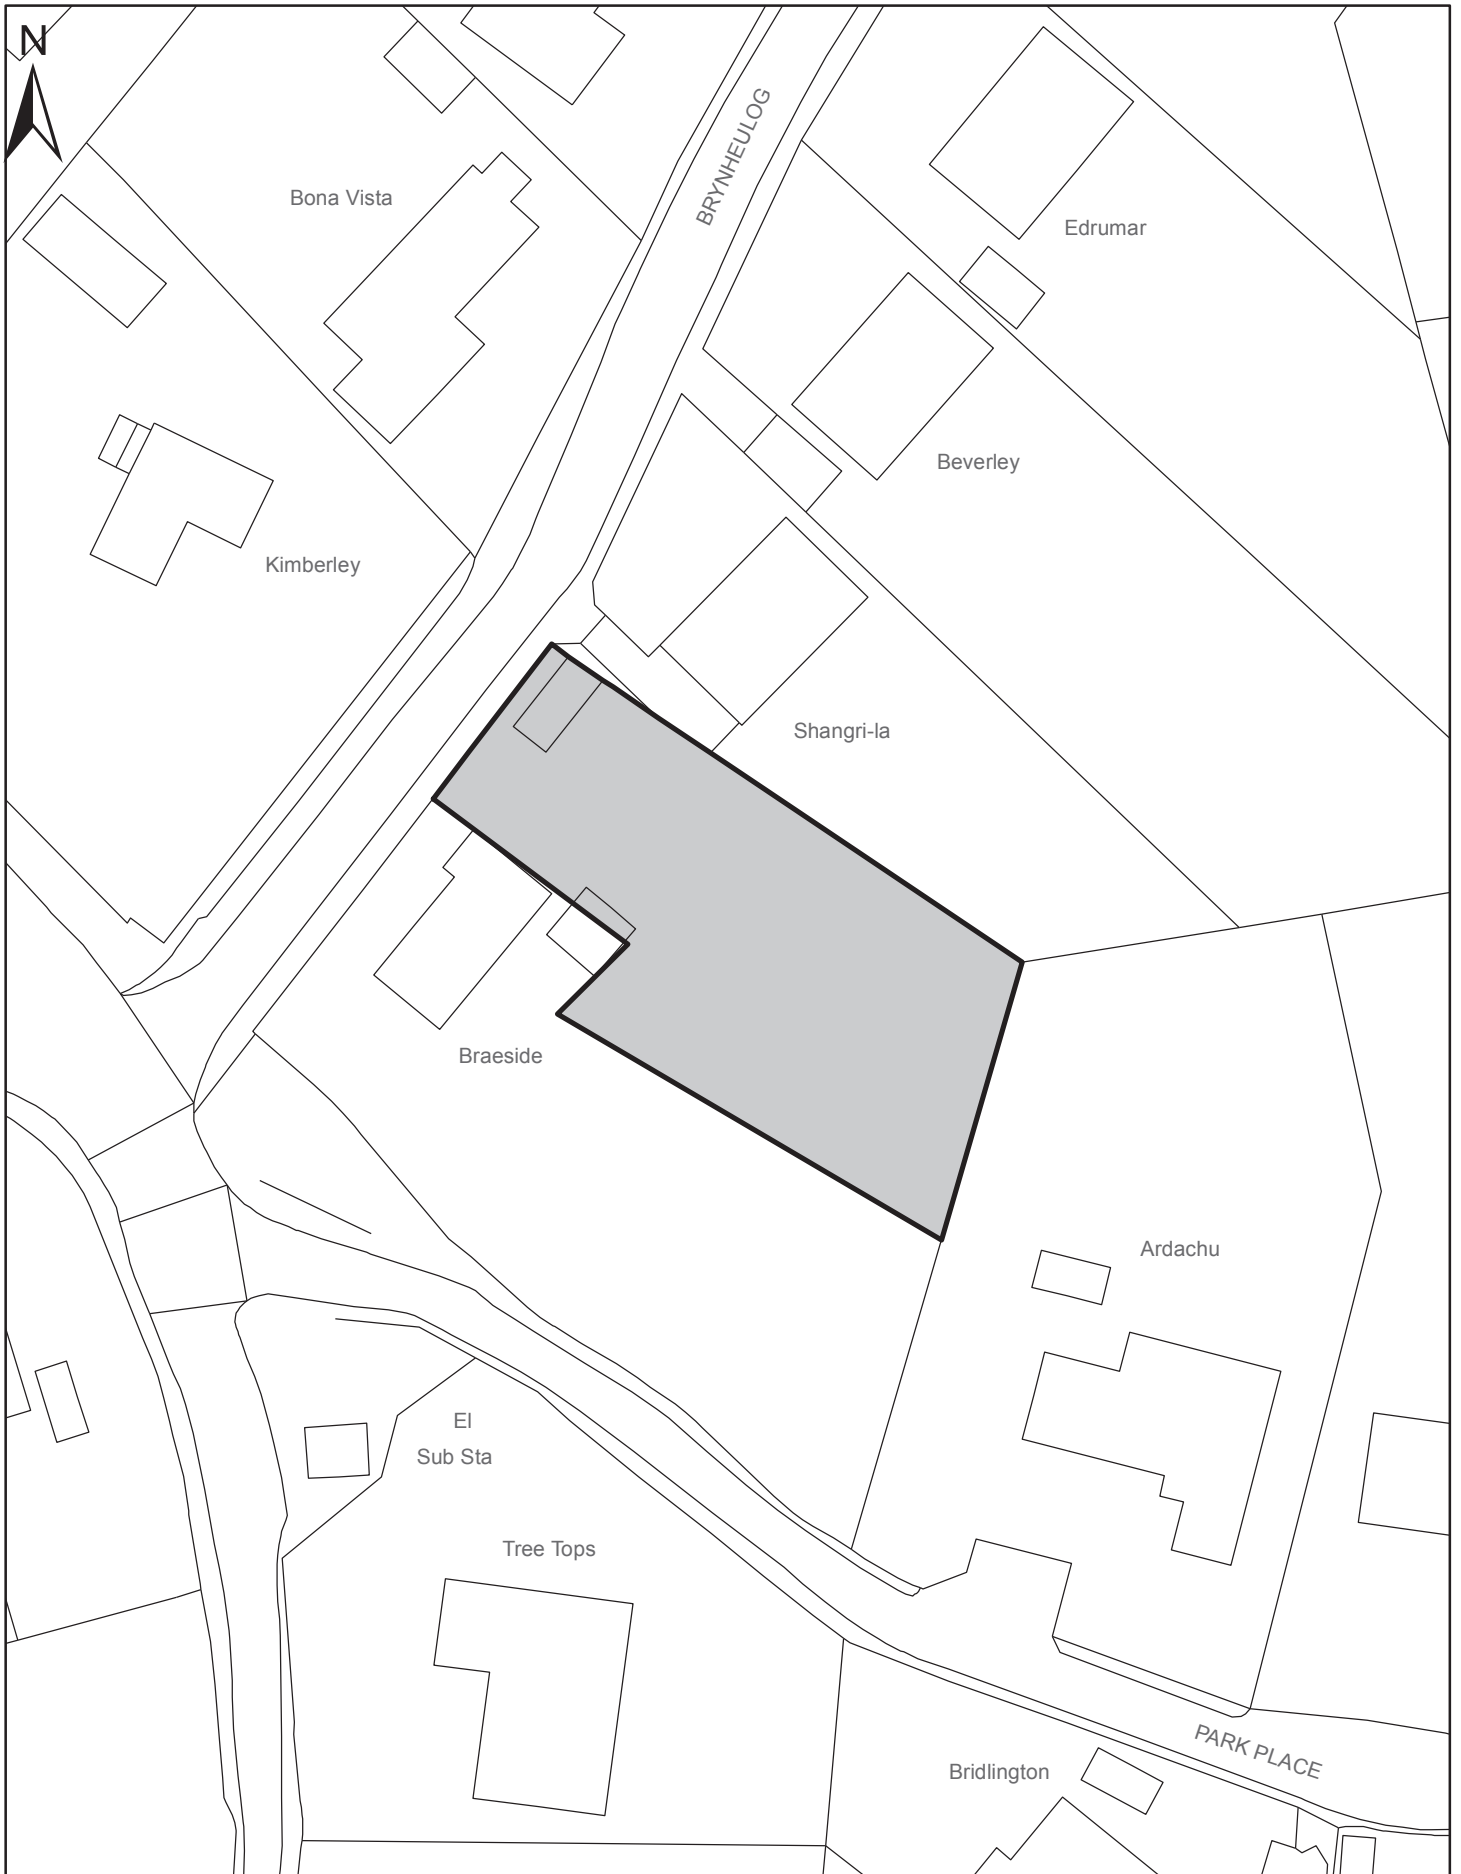 N
BRYNHEULOG
Bona Vista
Edrumar
Beverley
Kimberley
Shangri-la
Braeside
Ardachu
El
Sub Sta
Tree Tops
PARK PLACE
Bridlington